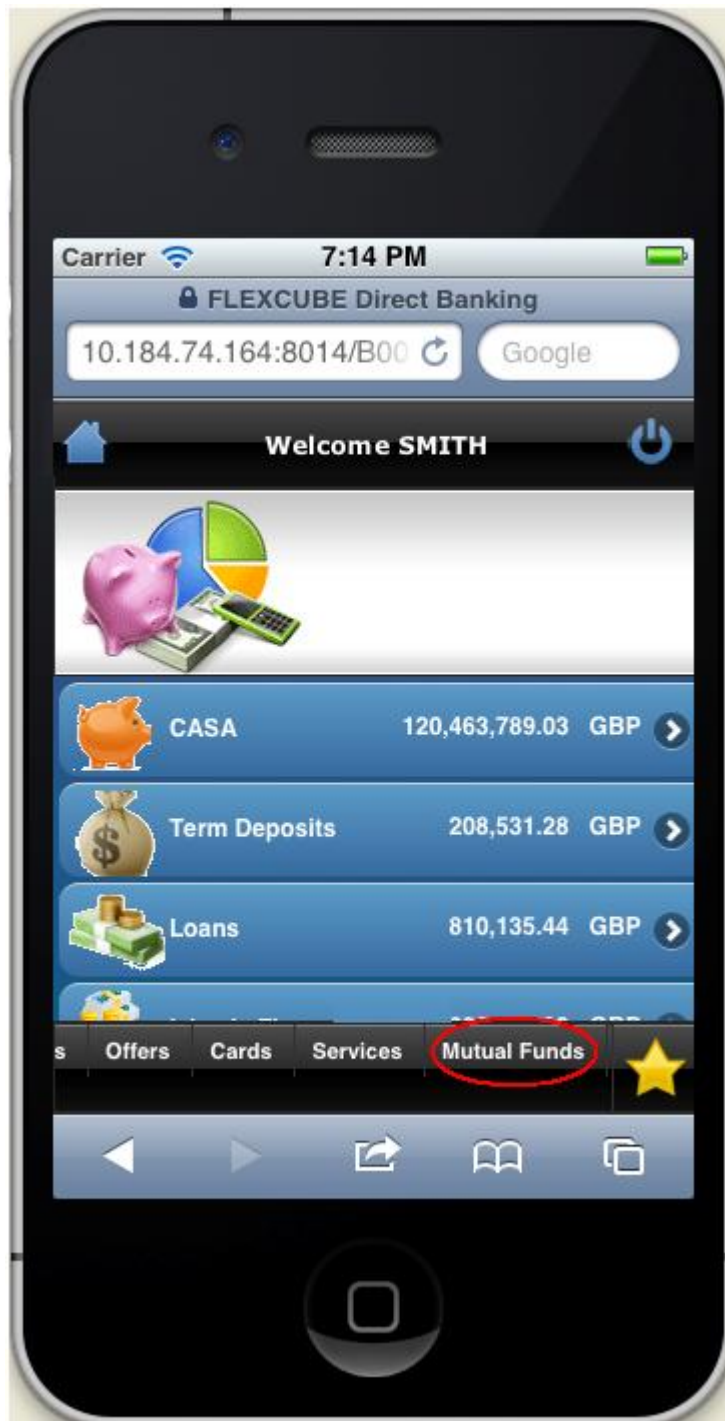 Carrier 7:14 PM
FLEXCUBE Direct Banking
10.184.74.164:8014/B00 Google
Welcome SMITH
CASA 120,463,789.03 GBP
Term Deposits 208,531.28 GBP
$
Loans 810,135.44 GBP
s Offers Cards Services Mutual Funds